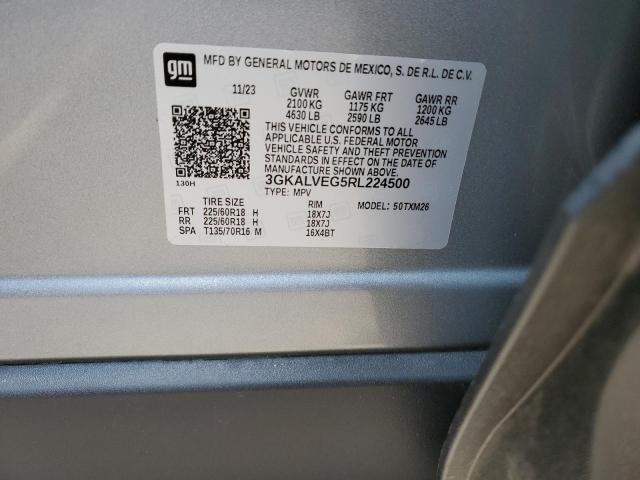 gm
MFD BY GENERAL MOTORS DE MEXICO, S. DE R.L. DE C.V.
11/23 GVWR GAWR FRT GAWR RR
2100 KG 1175 KG 1200 KG
4630 LB 2590 LB 2645 LB
THIS VEHICLE CONFORMS TO ALL
APPLICABLE U.S. FEDERAL MOTOR
VEHICLE SAFETY AND THEFT PREVENTION
STANDARDS IN EFFECT ON THE DATE OF
MANUFACTURE SHOWN ABOVE.
3GKALVEG5RL224500
130H
TYPE: MPV MODEL: 50TXM26
TIRE SIZE RIM
FRT 225/60R18 H 18X7J
RR 225/60R18 H 18X7J
SPA T135/70R16 M 16X4BT